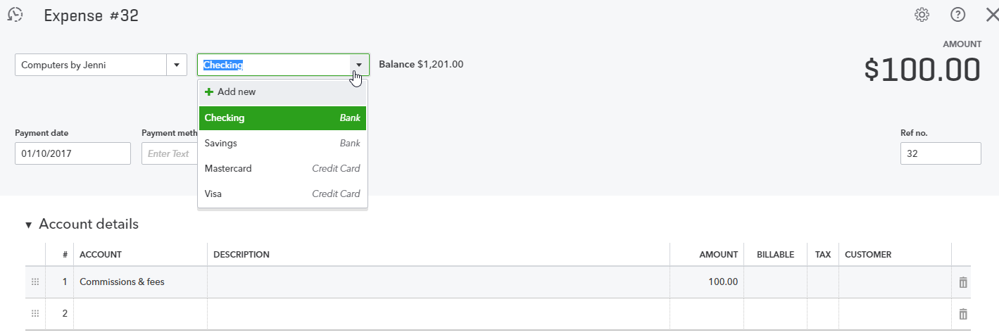 Expense #32
AMOUNT
$100.00
Computers by Jenni
Checking
Balance $1,201.00
Add new
Checking Bank
Savings Bank
Mastercard Credit Card
Visa Credit Card
Payment date
Payment meth
Ref no.
01/10/2017
Enter Text
32
Account details
# ACCOUNT DESCRIPTION AMOUNT BILLABLE TAX CUSTOMER
1 Commissions & fees 100.00
2